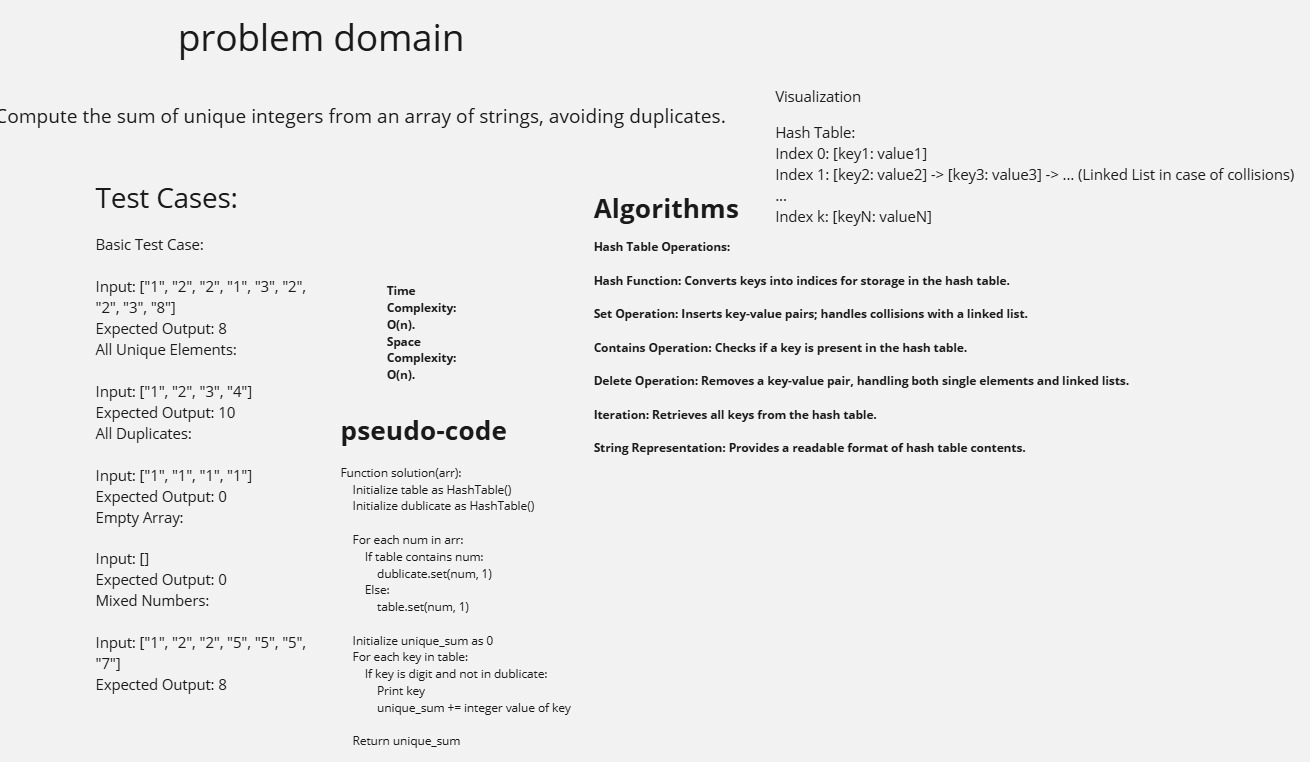 problem domain
Compute the sum of unique integers from an array of strings, avoiding duplicates.
Test Cases:
Basic Test Case:
Input: ["1", "2", "2", "1", "3", "2",
"2", "3", "8"]
Expected Output: 8
All Unique Elements:
Input: ["1", "2", "3", "4"]
Expected Output: 10
All Duplicates:
Input: ["1", "1", "1", "1"]
Expected Output: 0
Empty Array:
Input: []
Expected Output: 0
Mixed Numbers:
Input: ["1", "2", "2", "5", "5", "5",
"7"]
Expected Output: 8
Time
Complexity:
O(n).
Space
Complexity:
O(n).
pseudo-code
Function solution(arr):
Initialize table as HashTable()
Initialize dublicate as HashTable()
For each num in arr:
If table contains num:
dublicate.set(num, 1)
Else:
table.set(num, 1)
Initialize unique_sum as 0
For each key in table:
If key is digit and not in dublicate:
Print key
unique_sum += integer value of key
Return unique_sum
Visualization
Hash Table:
Index 0: [key1: value1]
Index 1: [key2: value2] -> [key3: value3] -> ... (Linked List in case of collisions)
...
Index k: [keyN: valueN]
Algorithms
Hash Table Operations:
Hash Function: Converts keys into indices for storage in the hash table.
Set Operation: Inserts key-value pairs; handles collisions with a linked list.
Contains Operation: Checks if a key is present in the hash table.
Delete Operation: Removes a key-value pair, handling both single elements and linked lists.
Iteration: Retrieves all keys from the hash table.
String Representation: Provides a readable format of hash table contents.